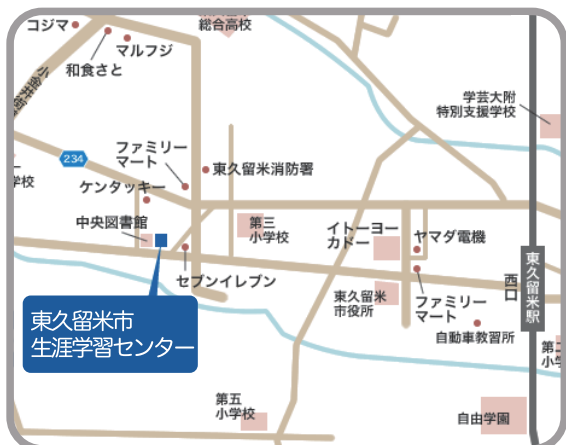 コジマ
マルフジ
和食さと
総合高校
小金井街
学芸大附
特別支援学校
234
ファミリー
マート
東久留米消防署
学校
ケンタッキー
中央図書館
第三
小学校
イトーヨー
カドー
ヤマダ電機
セブンイレブン
東久留米
市役所
ファミリー
マート
西口
東久留米駅
自動車教習所
東久留米市
生涯学習センター
第二
小学
第五
小学校
自由学園